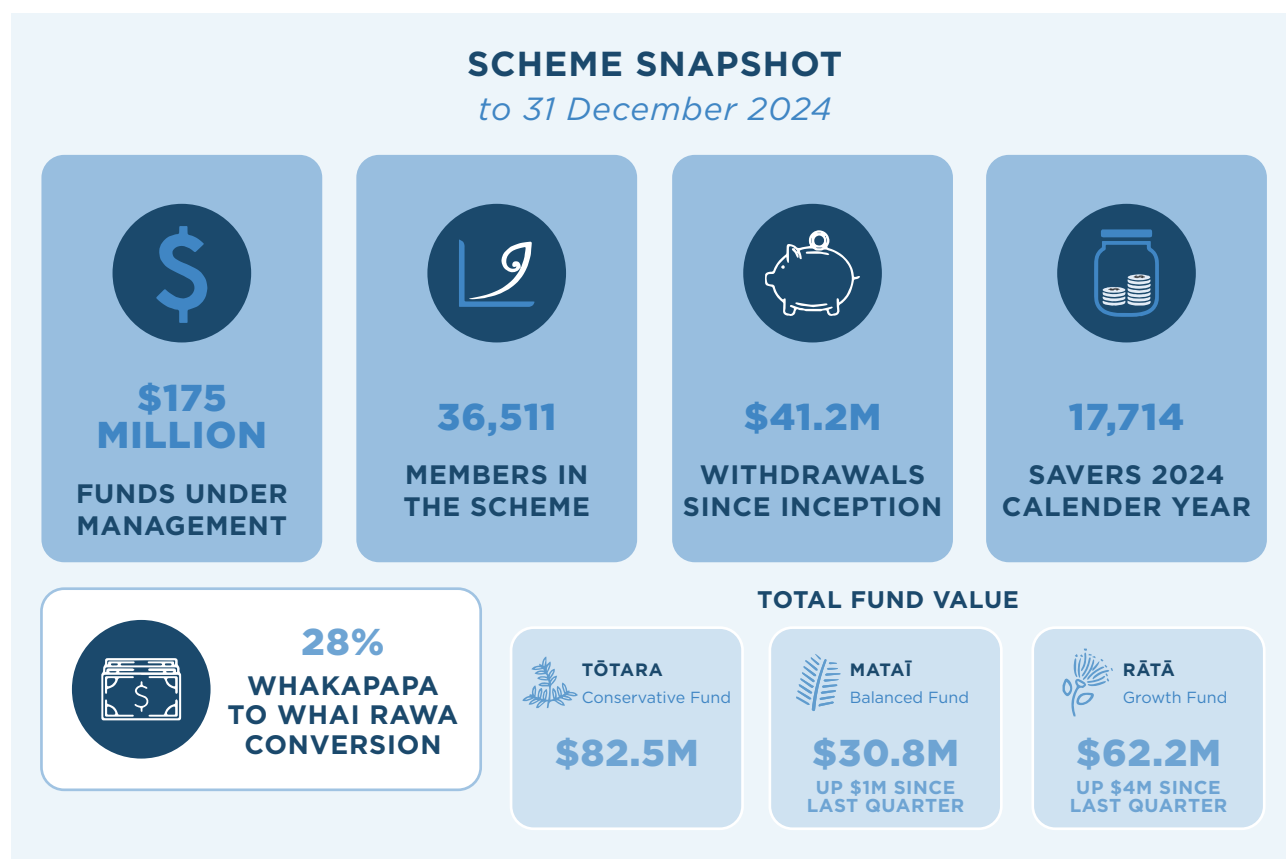 SCHEME SNAPSHOT
to 31 December 2024
$175
MILLION
FUNDS UNDER
MANAGEMENT
36,511
MEMBERS IN
THE SCHEME
$41.2M
WITHDRAWALS
SINCE INCEPTION
17,714
SAVERS 2024
CALENDER YEAR
28%
WHAKAPAPA
TO WHAI RAWA
CONVERSION
TOTAL FUND VALUE
TŌTARA
Conservative Fund
$82.5M
MATAĪ
Balanced Fund
$30.8M
UP $1M SINCE
LAST QUARTER
RĀTĀ
Growth Fund
$62.2M
UP $4M SINCE
LAST QUARTER